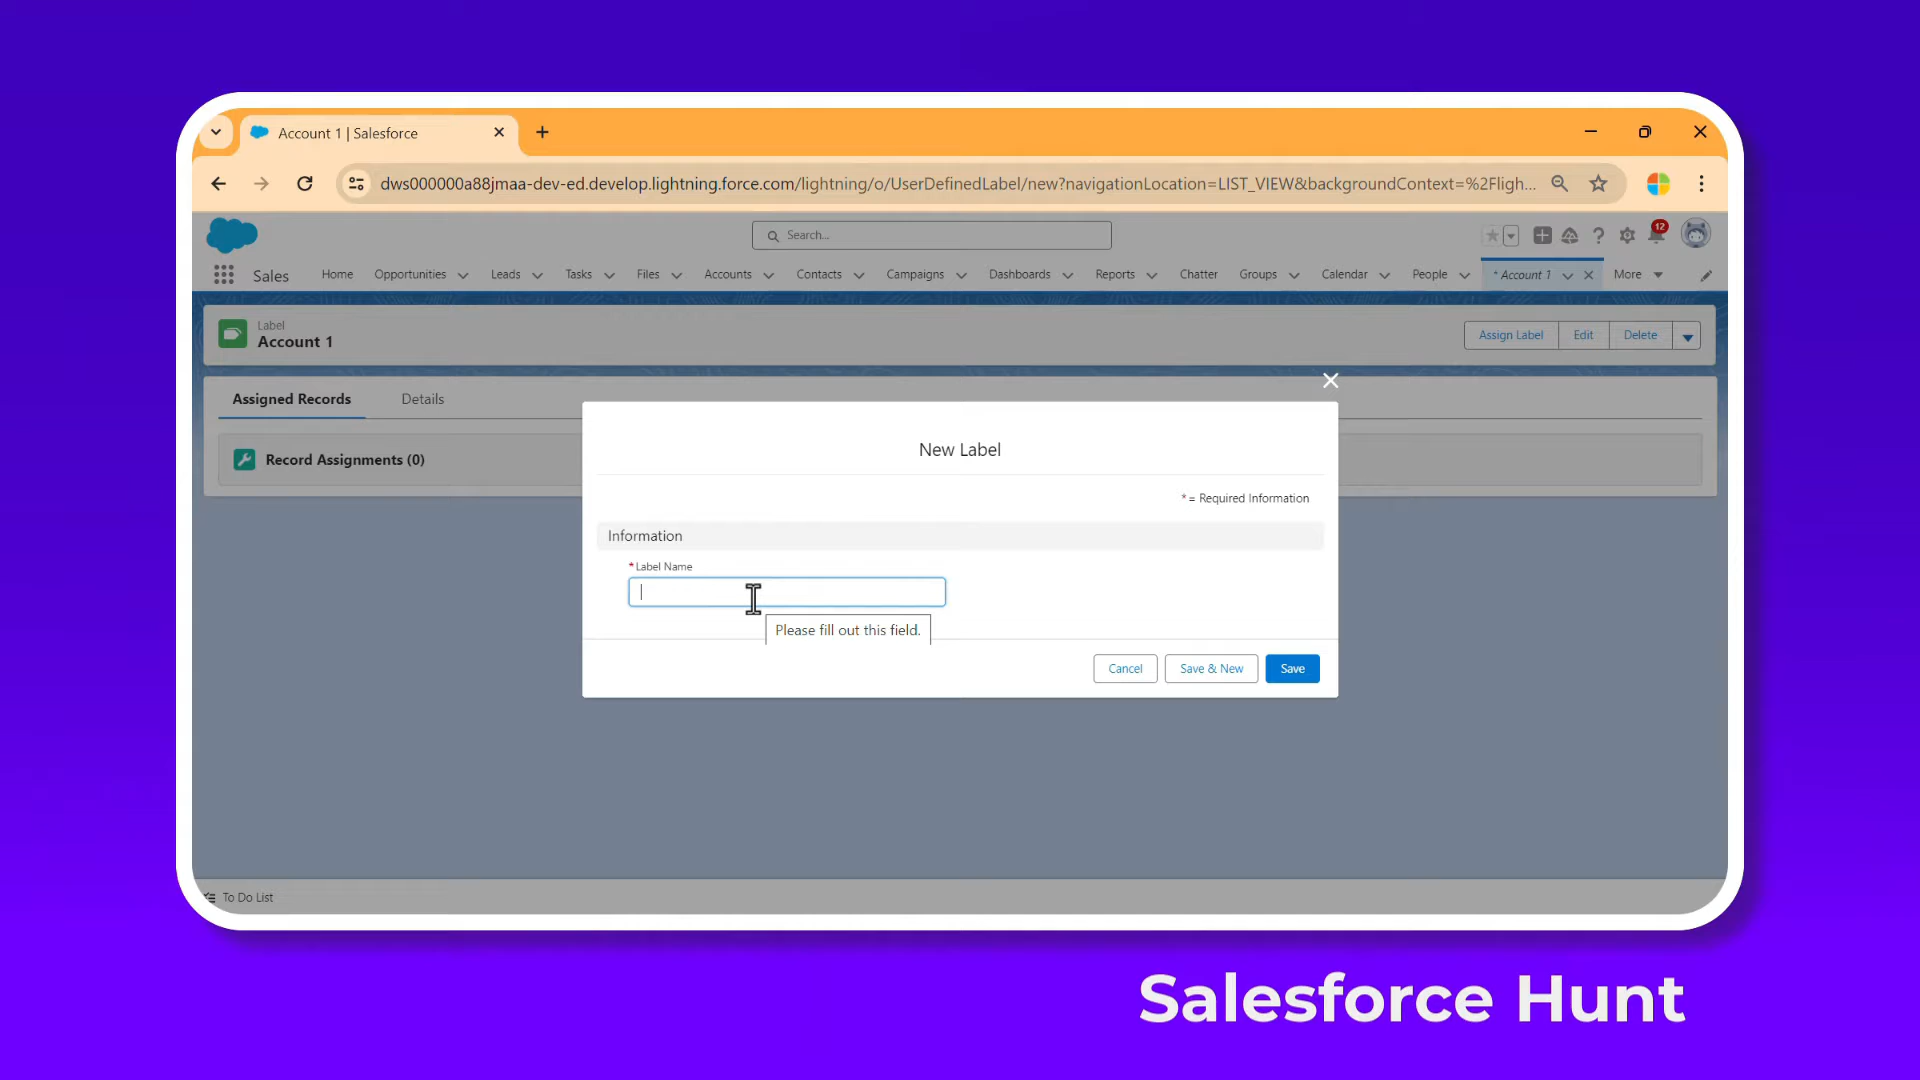 Account 1 | Salesforce
dws000000a88jmaa-dev-ed.develop.lightning.force.com/lightning/o/UserDefinedLabel/new?navigationLocation=LIST_VIEW&backgroundContext=%2Fligh...
Search...
12
Sales
Home Opportunities Leads Tasks Files Accounts Contacts Campaigns Dashboards Reports Chatter Groups Calendar People * Account 1 More
Label
Account 1
Assign Label Edit Delete
Assigned Records Details
Record Assignments (0)
New Label
* = Required Information
Information
*Label Name
Please fill out this field.
Cancel Save & New Save
To Do List
Salesforce Hunt